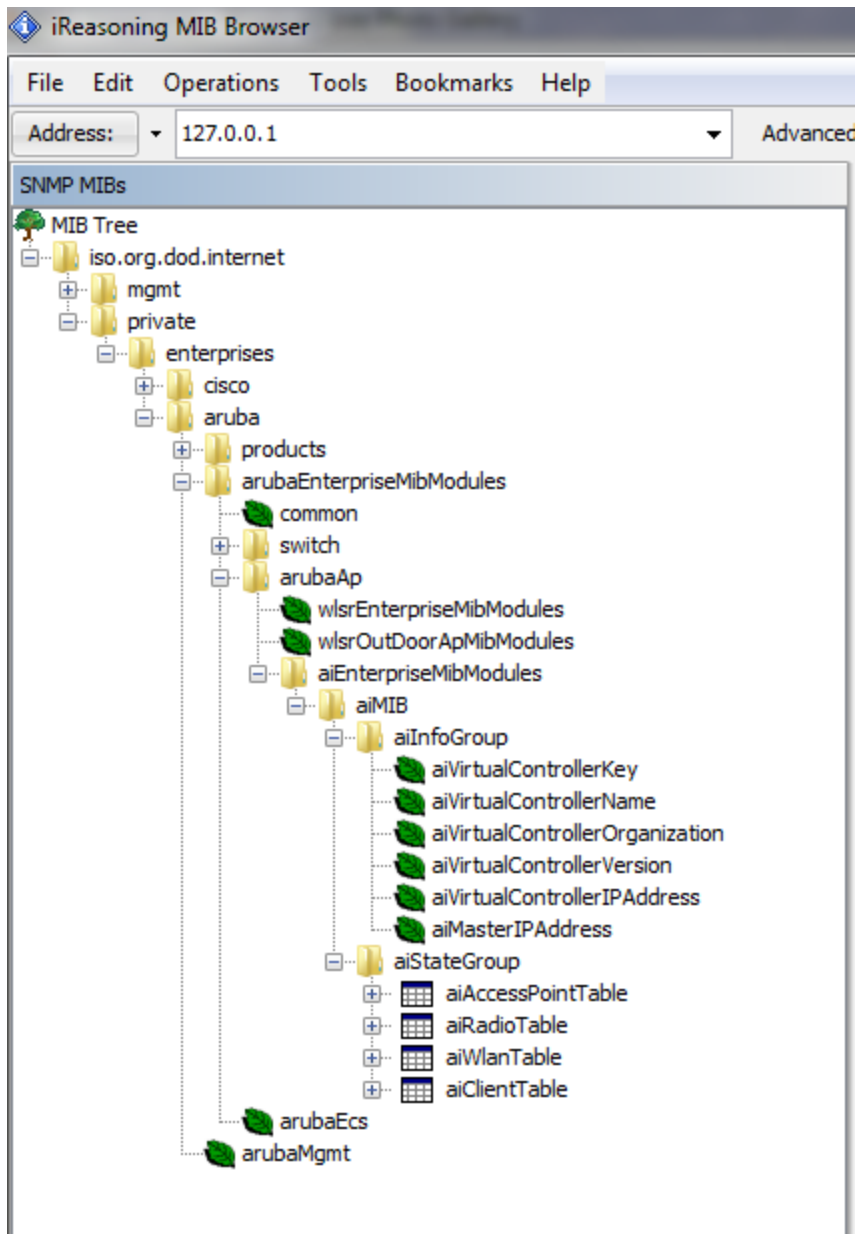 iReasoning MIB Browser
File Edit Operations Tools Bookmarks Help
Address: 127.0.0.1 Advanced
SNMP MIBs
MIB Tree
iso.org.dod.internet
mgmt
private
enterprises
cisco
aruba
products
arubaEnterpriseMibModules
common
switch
arubaAp
wlsrEnterpriseMibModules
wlsrOutDoorApMibModules
aiEnterpriseMibModules
aiMIB
aiInfoGroup
aiVirtualControllerKey
aiVirtualControllerName
aiVirtualControllerOrganization
aiVirtualControllerVersion
aiVirtualControllerIPAddress
aiMasterIPAddress
aiStateGroup
aiAccessPointTable
aiRadioTable
aiWlanTable
aiClientTable
arubaEcs
arubaMgmt